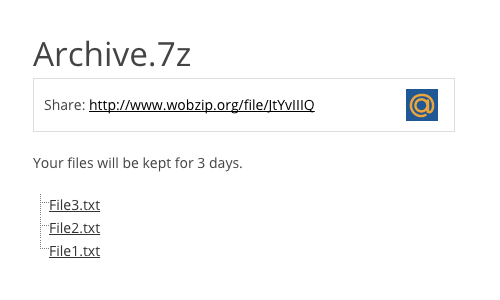 Archive.7z
Share: http://www.wobzip.org/file/JtYvIIIQ
@
Your files will be kept for 3 days.
File3.txt
File2.txt
File1.txt